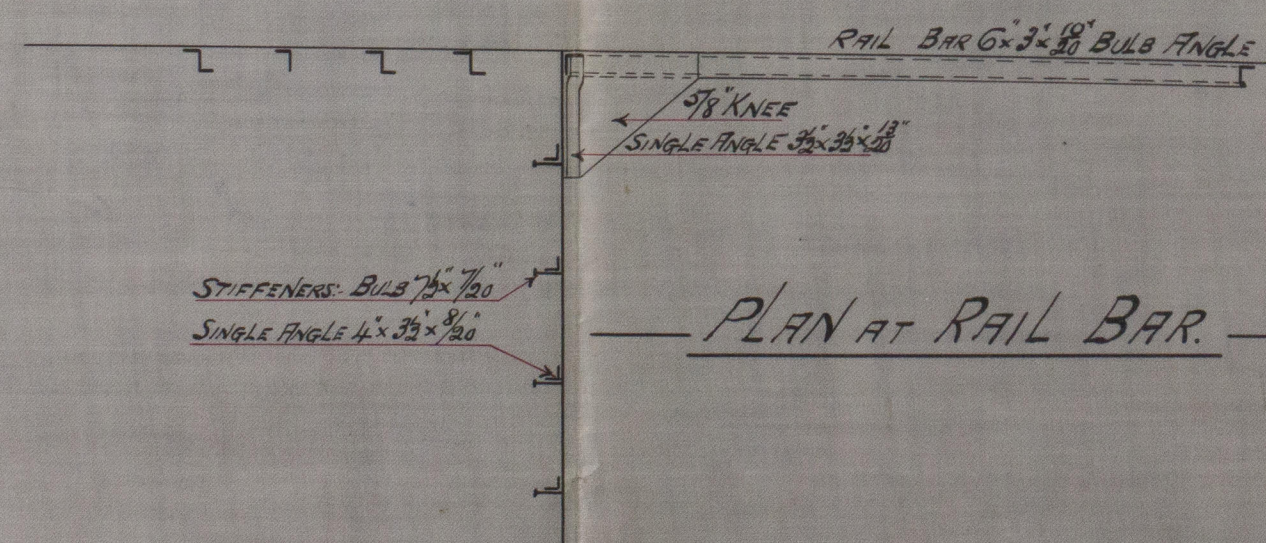 RAIL BAR 6" x 3" x 10/20" BULB ANGLE
5/8" KNEE
SINGLE ANGLE 3½" x 3½" x 13/20"
STIFFENERS:- BULB 7½" x 7/20"
SINGLE ANGLE 4" x 3½" x 8/20"
PLAN AT RAIL BAR.